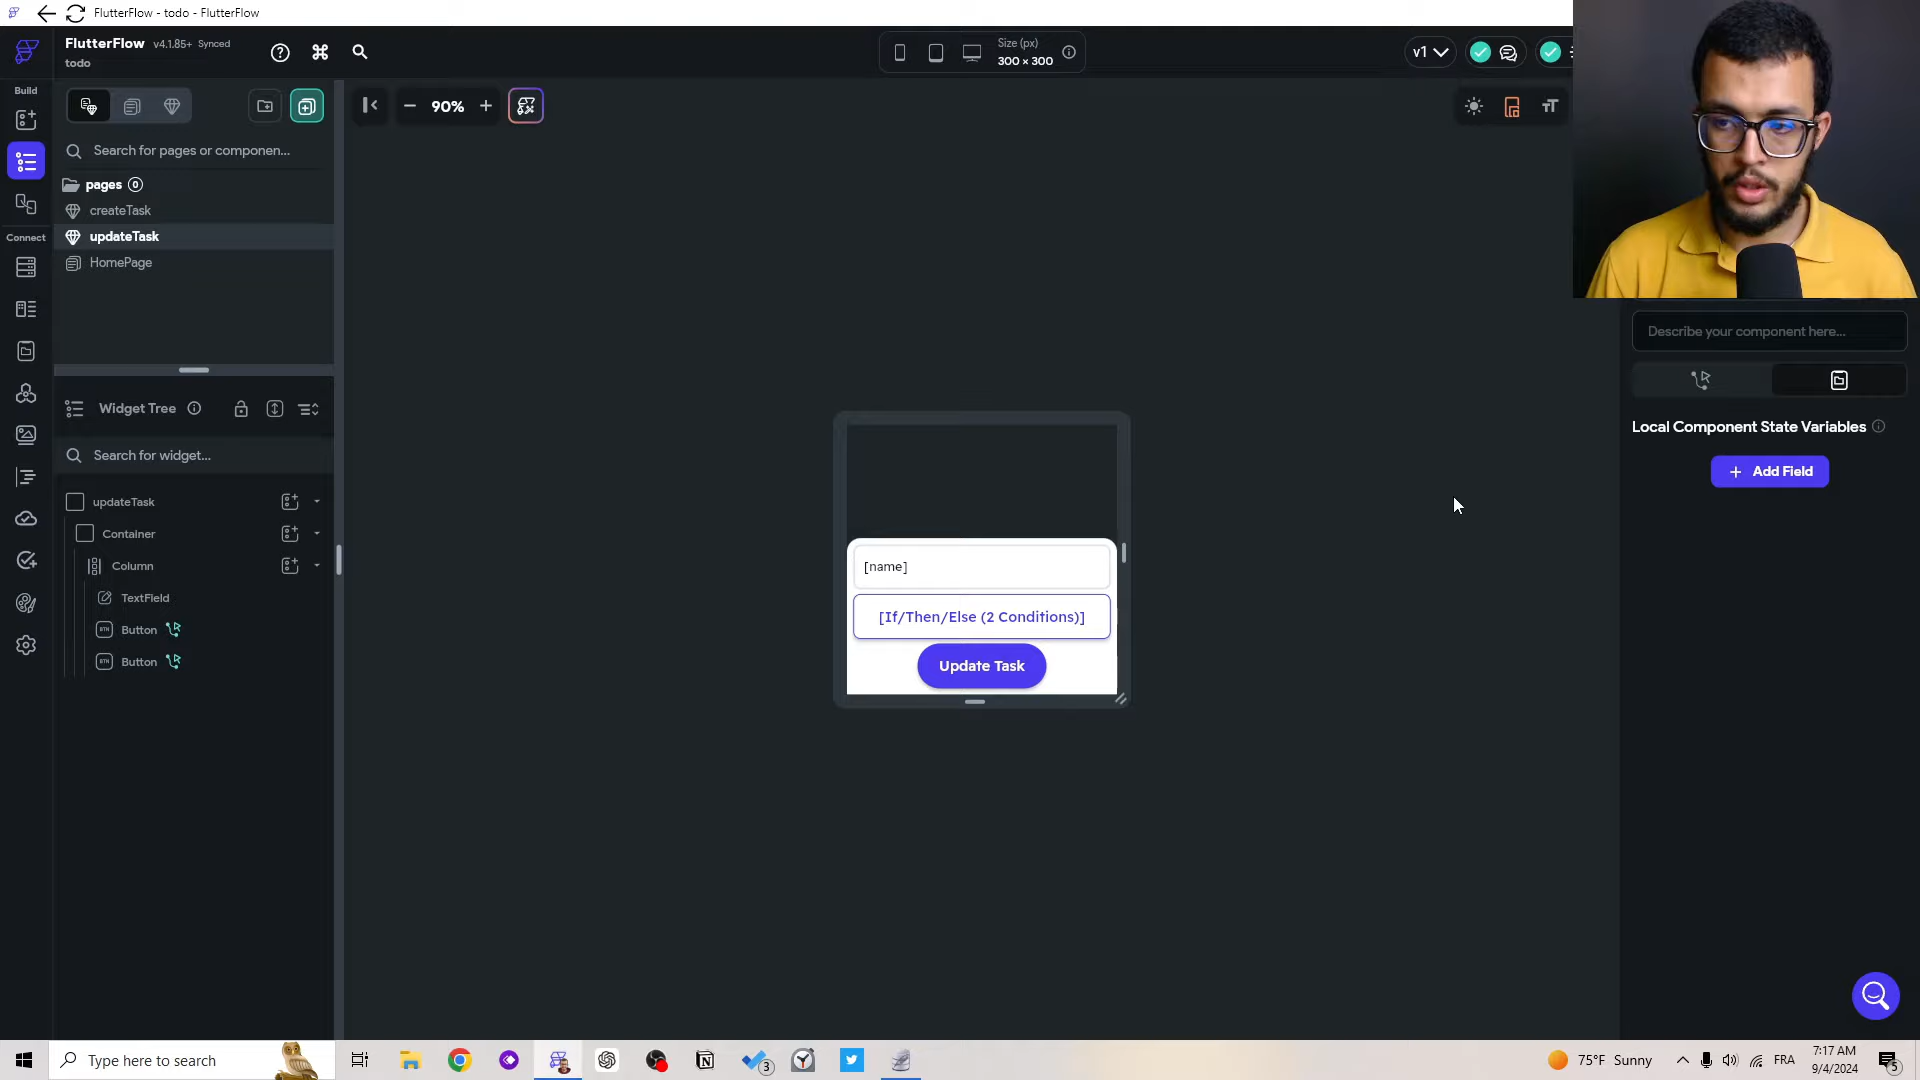 FlutterFlow - todo - FlutterFlow
FlutterFlow v4.1.85+ Synced
todo
Size (px)
300 × 300
v1
Build
90%
Search for pages or componen...
pages 0
createTask
updateTask
HomePage
Connect
Widget Tree
Search for widget...
updateTask
Container
Column
TextField
Button
Button
[name]
[If/Then/Else (2 Conditions)]
Update Task
Describe your component here...
Local Component State Variables
+ Add Field
Type here to search
3
75°F Sunny
FRA
7:17 AM
9/4/2024
5